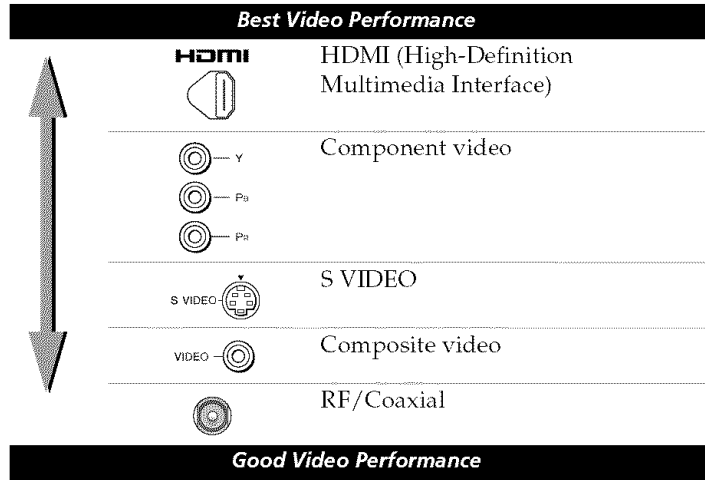 Best Video Performance
HDMI
HDMI (High-Definition
Multimedia Interface)
Y
Component video
PB
PR
S VIDEO
S VIDEO
VIDEO
Composite video
RF/Coaxial
Good Video Performance